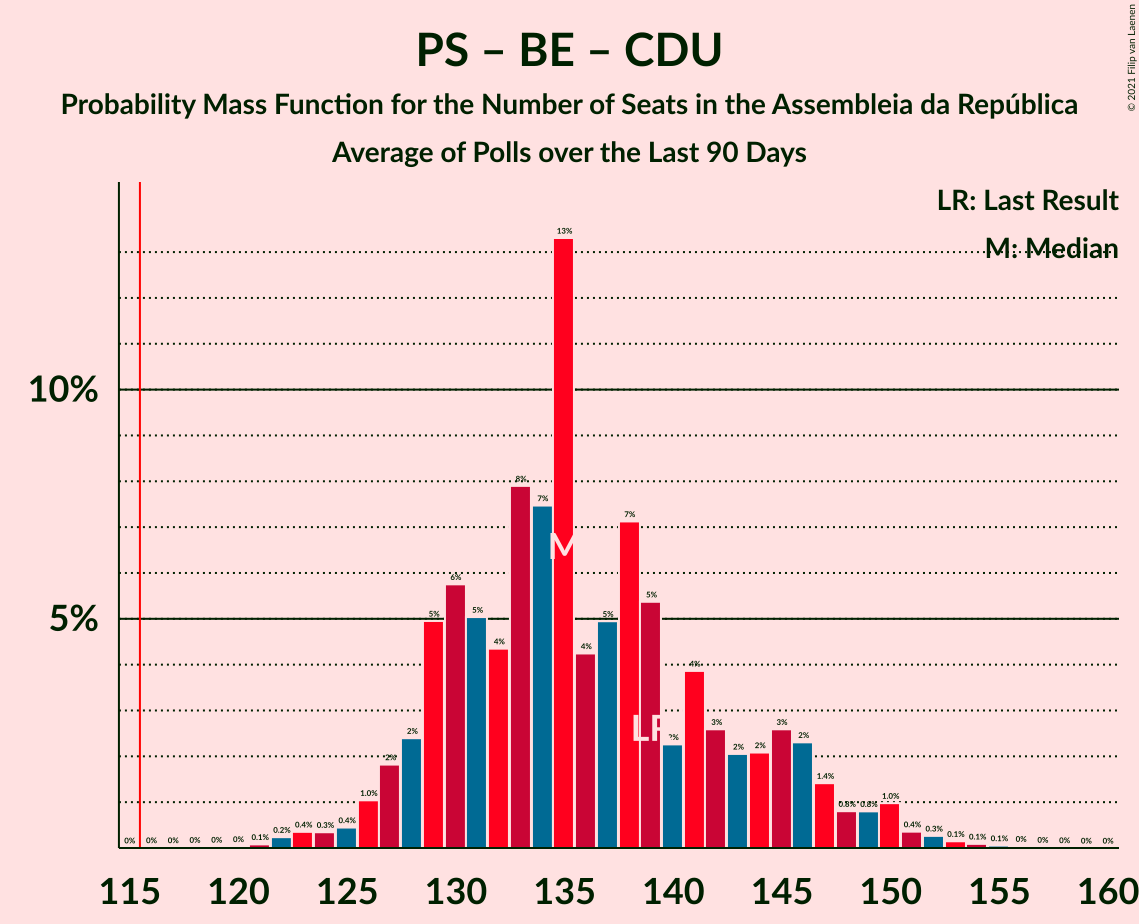 PS – BE – CDU
Probability Mass Function for the Number of Seats in the Assembleia da República
Average of Polls over the Last 90 Days
© 2021 Filip van Laenen
LR: Last Result
M: Median
10%
5%
0% 0% 0% 0% 0% 0% 0.1% 0.2% 0.4% 0.3% 0.4% 1.0% 2% 2% 5% 6% 5% 4% 8% 7% 13% 4% 5% 7% 5% 2% 4% 3% 2% 2% 3% 2% 1.4% 0.8% 0.8% 1.0% 0.4% 0.3% 0.1% 0.1% 0.1% 0% 0% 0% 0% 0%
M
LR
115 120 125 130 135 140 145 150 155 160